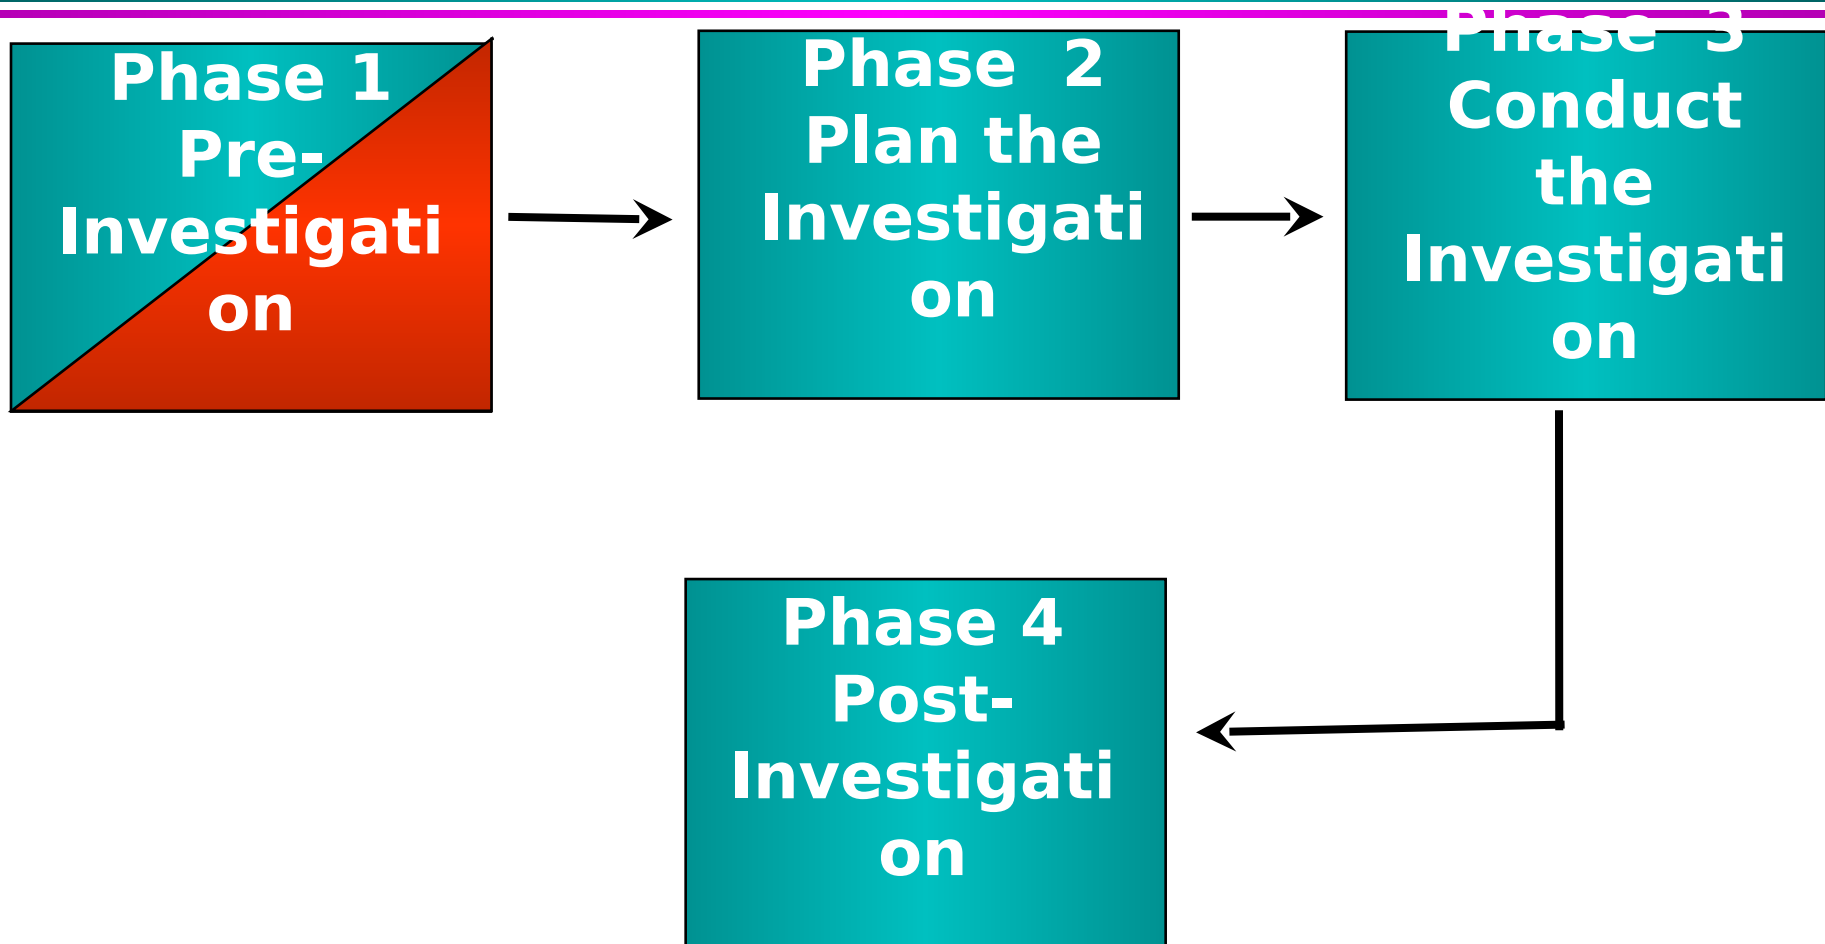 Phase 1
Pre-
Investigati
on
Phase  2
Plan the
Investigati
on
Phase  3
Conduct
the
Investigati
on
Phase 4
Post-
Investigati
on